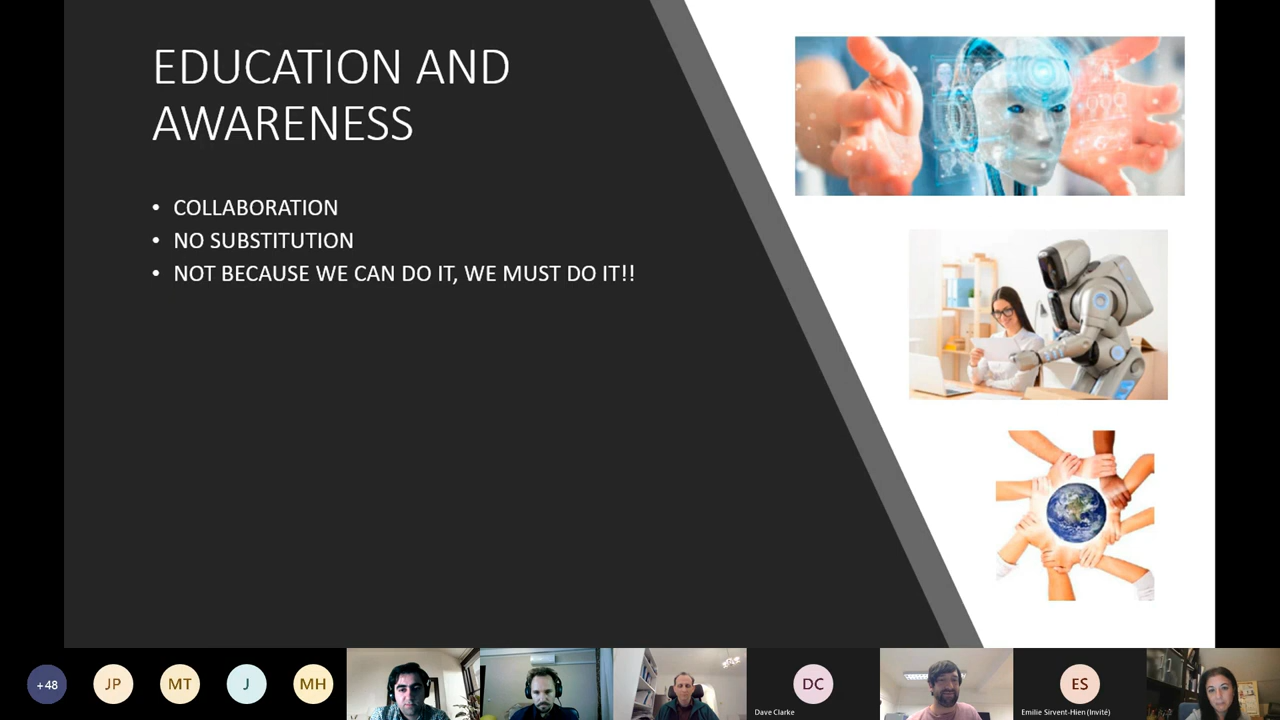 EDUCATION AND
AWARENESS
• COLLABORATION
• NO SUBSTITUTION
• NOT BECAUSE WE CAN DO IT, WE MUST DO IT!!
+48
JP
MT
J
MH
DC
Dave Clarke
ES
Emilie Sirvent-Hien (Invité)